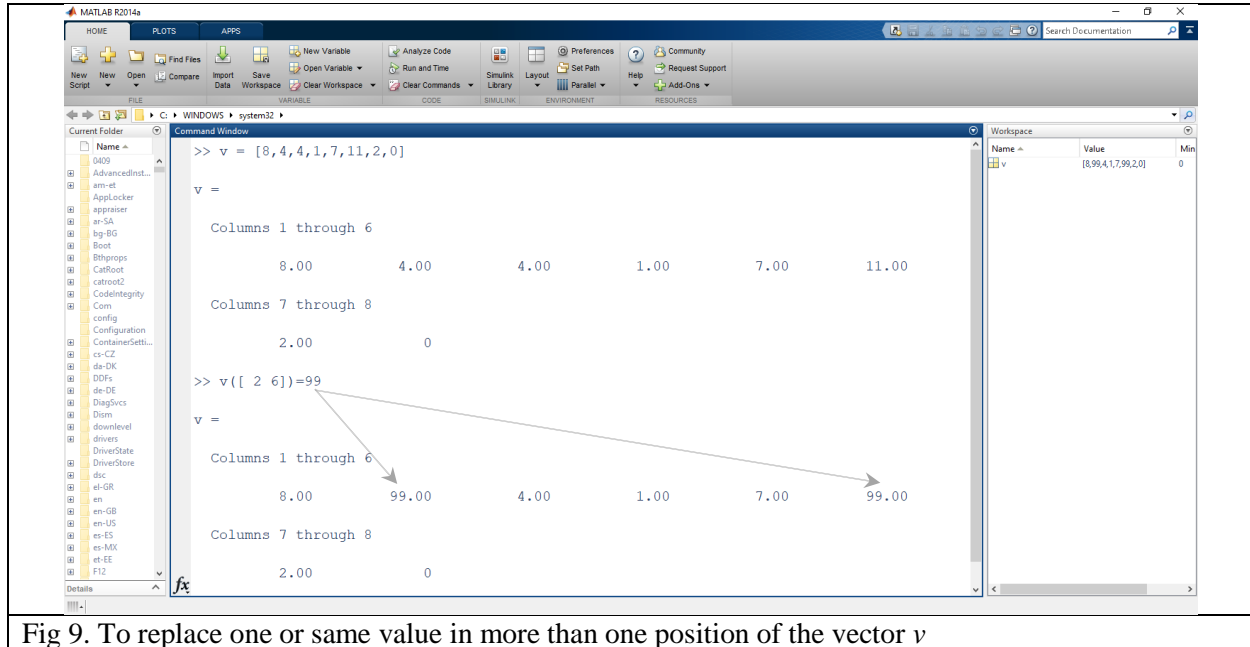 MATLAB R2014a
HOME PLOTS APPS
Search Documentation
New Script
New
Open
Find Files
Compare
Import Data
Save Workspace
New Variable
Open Variable
Clear Workspace
Analyze Code
Run and Time
Clear Commands
Simulink Library
Layout
Preferences
Set Path
Parallel
Help
Community
Request Support
Add-Ons
FILE VARIABLE CODE SIMULINK ENVIRONMENT RESOURCES
C: WINDOWS system32
Current Folder
Name
0409
AdvancedInst...
am-et
AppLocker
appraiser
ar-SA
bg-BG
Boot
Bthprops
CatRoot
catroot2
CodeIntegrity
Com
config
Configuration
ContainerSetti...
cs-CZ
da-DK
DDFs
de-DE
DiagSvcs
Dism
downlevel
drivers
DriverState
DriverStore
dsc
el-GR
en
en-GB
en-US
es-ES
es-MX
et-EE
F12
Details
Command Window
>> v = [8,4,4,1,7,11,2,0]
v =
Columns 1 through 6
8.00 4.00 4.00 1.00 7.00 11.00
Columns 7 through 8
2.00 0
>> v([ 2 6])=99
v =
Columns 1 through 6
8.00 99.00 4.00 1.00 7.00 99.00
Columns 7 through 8
2.00 0
fx
Workspace
Name Value Min
v [8,99,4,1,7,99,2,0] 0
Fig 9. To replace one or same value in more than one position of the vector v